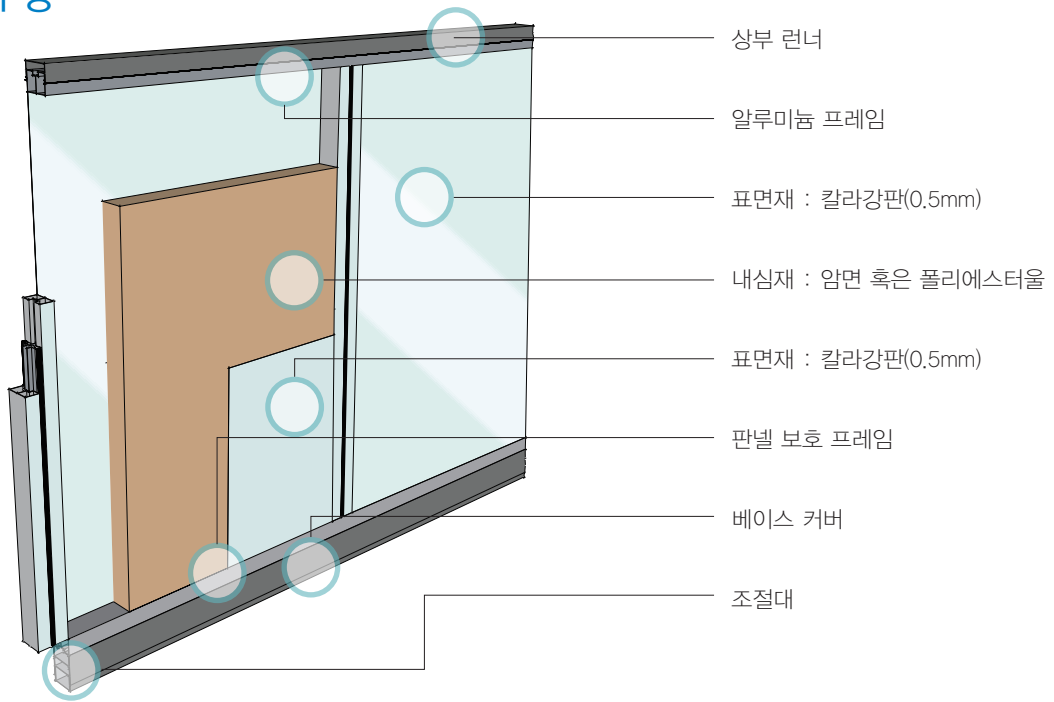 상부 런너
알루미늄 프레임
표면재 : 칼라강판(0.5mm)
내심재 : 암면 혹은 폴리에스터울
표면재 : 칼라강판(0.5mm)
판넬 보호 프레임
베이스 커버
조절대